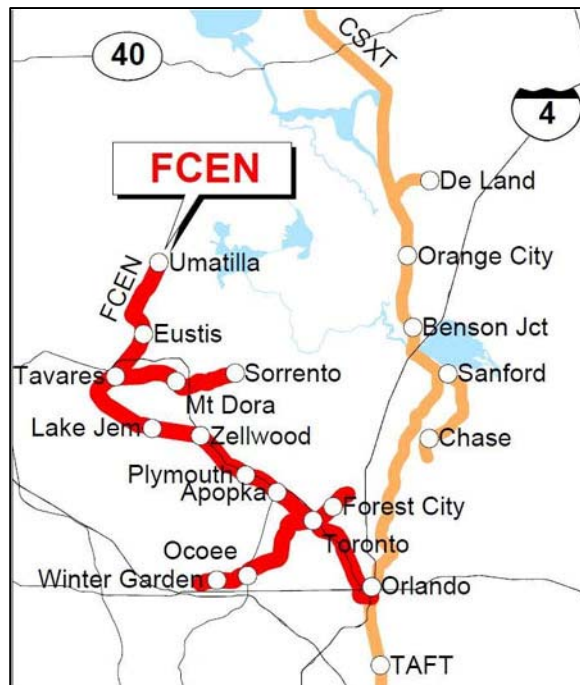 CSXT
40
4
FCEN
De Land
Umatilla
Orange City
FCEN
Eustis
Benson Jct
Tavares
Sorrento
Sanford
Mt Dora
Lake Jem
Zellwood
Chase
Plymouth
Apopka
Forest City
Toronto
Ocoee
Winter Garden
Orlando
TAFT